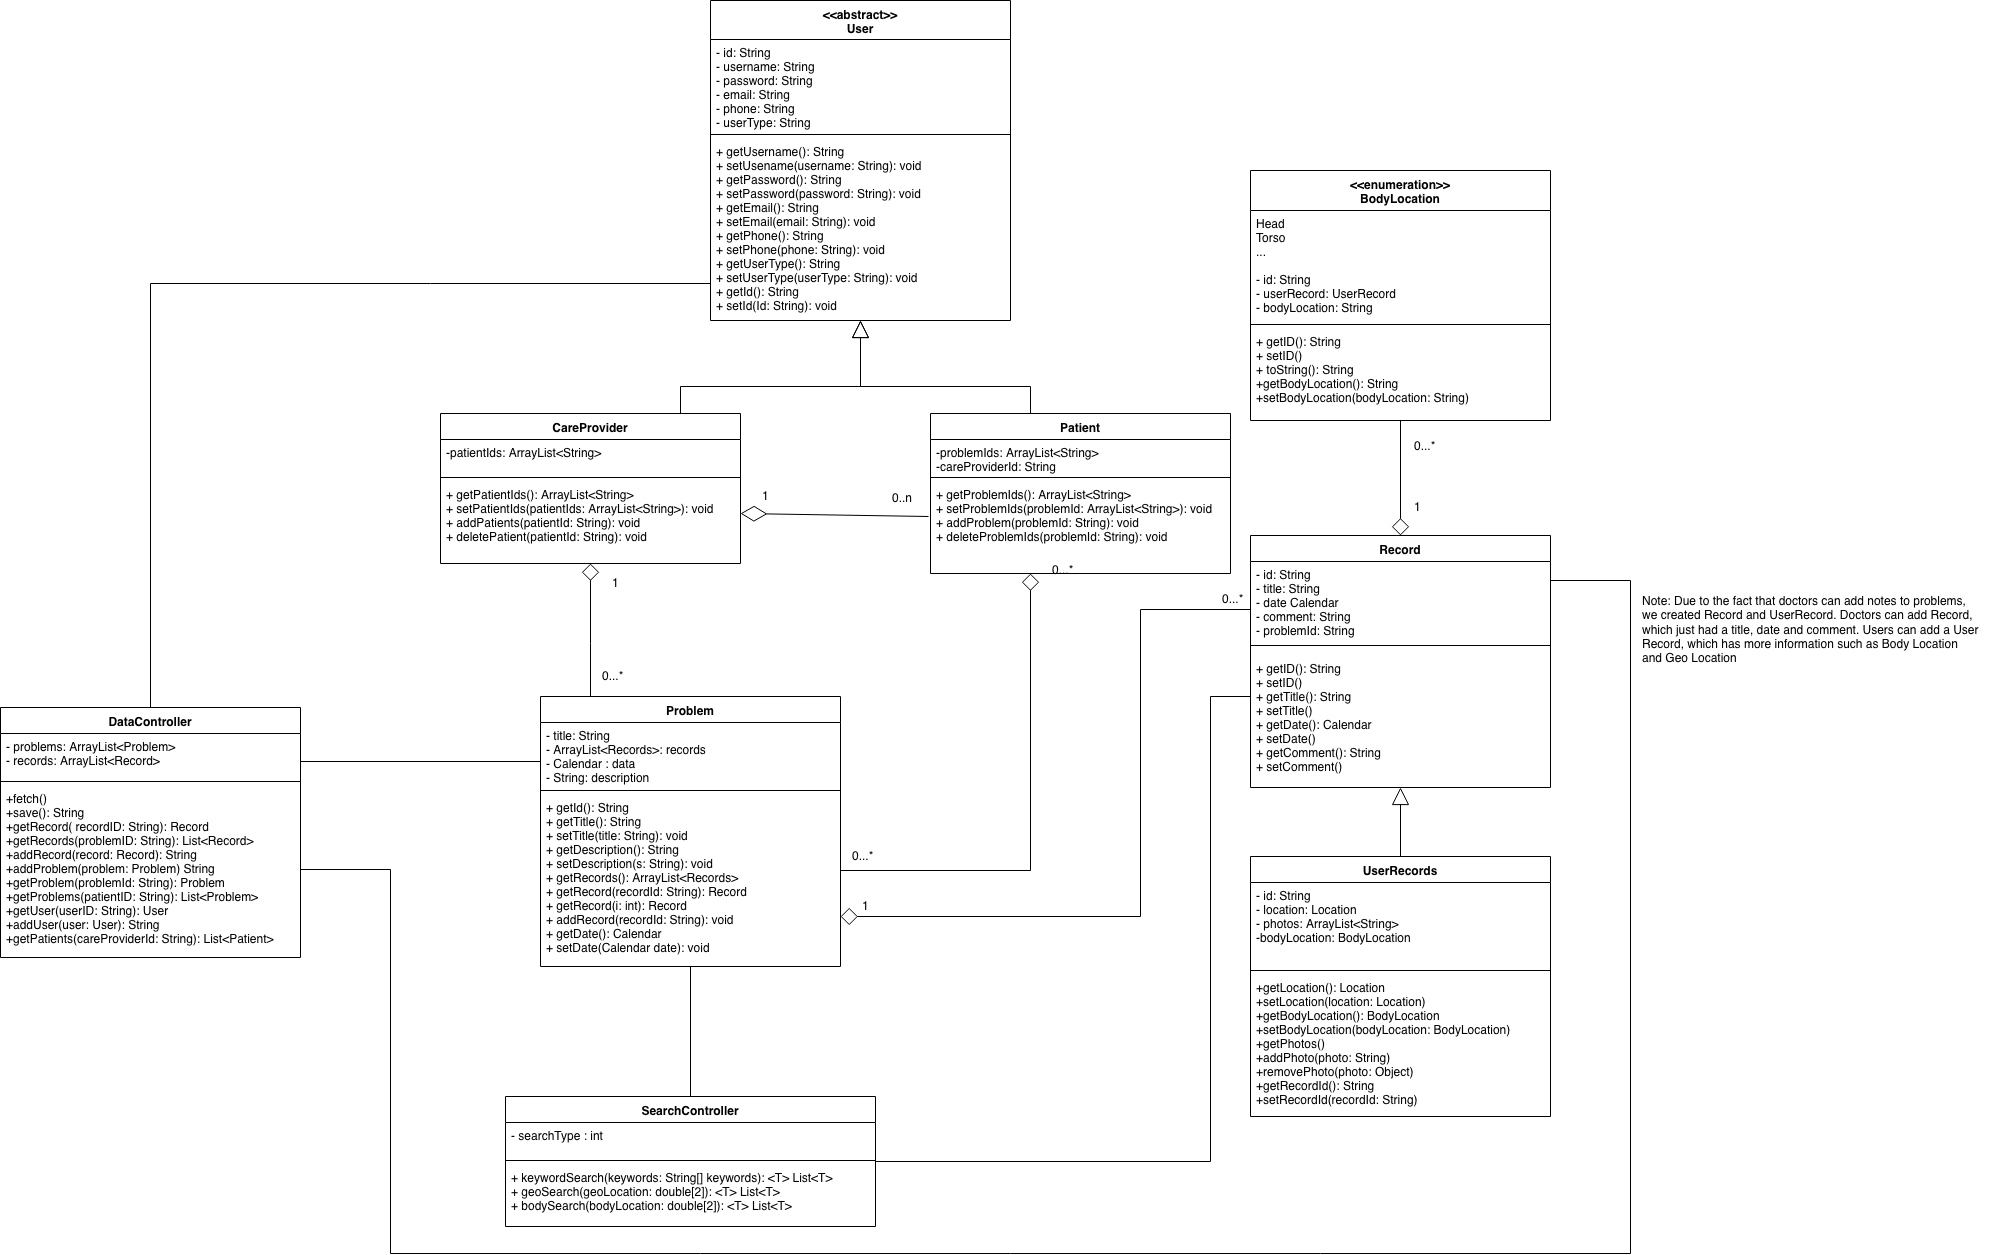 <<abstract>>
User
- id: String
- username: String
- password: String
- email: String
- phone: String
- userType: String
+ getUsername(): String
+ setUsename(username: String): void
+ getPassword(): String
+ setPassword(password: String): void
+ getEmail(): String
+ setEmail(email: String): void
+ getPhone(): String
+ setPhone(phone: String): void
+ getUserType(): String
+ setUserType(userType: String): void
+ getId(): String
+ setId(Id: String): void
<<enumeration>>
BodyLocation
Head
Torso
...
- id: String
- userRecord: UserRecord
- bodyLocation: String
+ getID(): String
+ setID()
+ toString(): String
+getBodyLocation(): String
+setBodyLocation(bodyLocation: String)
0...*
1
CareProvider
-patientIds: ArrayList<String>
+ getPatientIds(): ArrayList<String>
+ setPatientIds(patientIds: ArrayList<String>): void
+ addPatients(patientId: String): void
+ deletePatient(patientId: String): void
1
0..n
Patient
-problemIds: ArrayList<String>
-careProviderId: String
+ getProblemIds(): ArrayList<String>
+ setProblemIds(problemId: ArrayList<String>): void
+ addProblem(problemId: String): void
+ deleteProblemIds(problemId: String): void
0...*
1
0...*
0...*
Record
- id: String
- title: String
- date Calendar
- comment: String
- problemId: String
+ getID(): String
+ setID()
+ getTitle(): String
+ setTitle()
+ getDate(): Calendar
+ setDate()
+ getComment(): String
+ setComment()
Note: Due to the fact that doctors can add notes to problems,
we created Record and UserRecord. Doctors can add Record,
which just had a title, date and comment. Users can add a User
Record, which has more information such as Body Location
and Geo Location
DataController
- problems: ArrayList<Problem>
- records: ArrayList<Record>
+fetch()
+save(): String
+getRecord( recordID: String): Record
+getRecords(problemID: String): List<Record>
+addRecord(record: Record): String
+addProblem(problem: Problem) String
+getProblem(problemId: String): Problem
+getProblems(patientID: String): List<Problem>
+getUser(userID: String): User
+addUser(user: User): String
+getPatients(careProviderId: String): List<Patient>
Problem
- title: String
- ArrayList<Records>: records
- Calendar : data
- String: description
+ getId(): String
+ getTitle(): String
+ setTitle(title: String): void
+ getDescription(): String
+ setDescription(s: String): void
+ getRecords(): ArrayList<Records>
+ getRecord(recordId: String): Record
+ getRecord(i: int): Record
+ addRecord(recordId: String): void
+ getDate(): Calendar
+ setDate(Calendar date): void
0...*
1
UserRecords
- id: String
- location: Location
- photos: ArrayList<String>
-bodyLocation: BodyLocation
+getLocation(): Location
+setLocation(location: Location)
+getBodyLocation(): BodyLocation
+setBodyLocation(bodyLocation: BodyLocation)
+getPhotos()
+addPhoto(photo: String)
+removePhoto(photo: Object)
+getRecordId(): String
+setRecordId(recordId: String)
SearchController
- searchType : int
+ keywordSearch(keywords: String[] keywords): <T> List<T>
+ geoSearch(geoLocation: double[2]): <T> List<T>
+ bodySearch(bodyLocation: double[2]): <T> List<T>